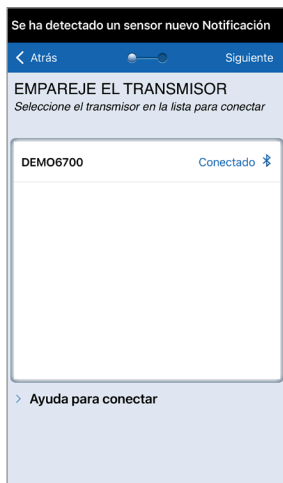 Se ha detectado un sensor nuevo Notificación
Atrás
Siguiente
EMPAREJE EL TRANSMISOR
Seleccione el transmisor en la lista para conectar
DEMO6700 Conectado
Ayuda para conectar